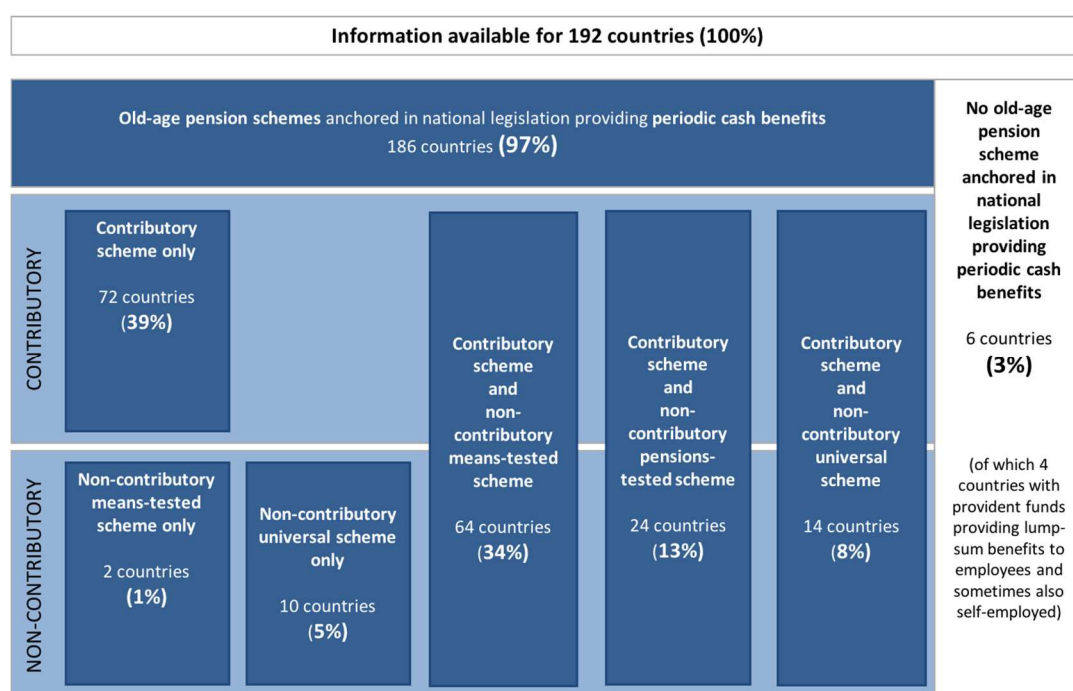 Information available for 192 countries (100%)
Old-age pension schemes anchored in national legislation providing periodic cash benefits
186 countries (97%)
No old-age
pension
scheme
anchored in
national
legislation
providing
periodic cash
benefits
6 countries
(3%)
(of which 4
countries with
provident funds
providing lump-
sum benefits to
employees and
sometimes also
self-employed)
CONTRIBUTORY
Contributory
scheme only
72 countries
(39%)
Contributory
scheme
and
non-
contributory
means-tested
scheme
64 countries
(34%)
Contributory
scheme
and
non-
contributory
pensions-
tested scheme
24 countries
(13%)
Contributory
scheme
and
non-
contributory
universal
scheme
14 countries
(8%)
NON-CONTRIBUTORY
Non-contributory
means-tested
scheme only
2 countries
(1%)
Non-contributory
universal scheme
only
10 countries
(5%)